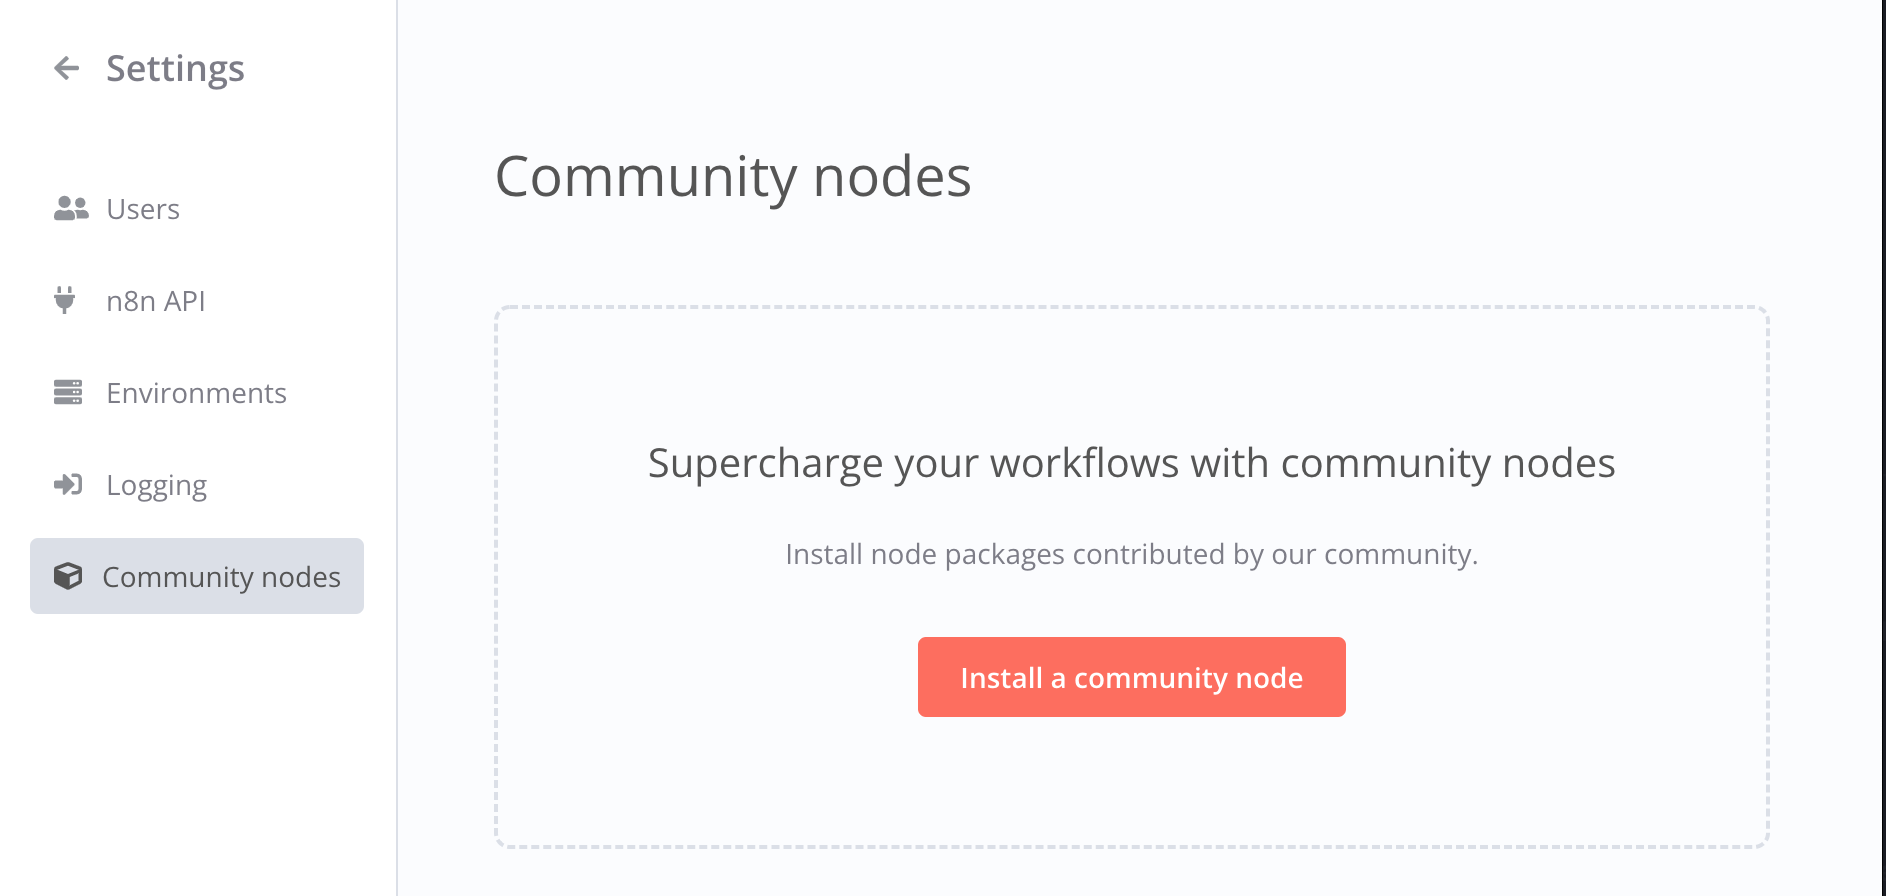 Settings
Users
n8n API
Environments
Logging
Community nodes
Community nodes
Supercharge your workflows with community nodes
Install node packages contributed by our community.
Install a community node